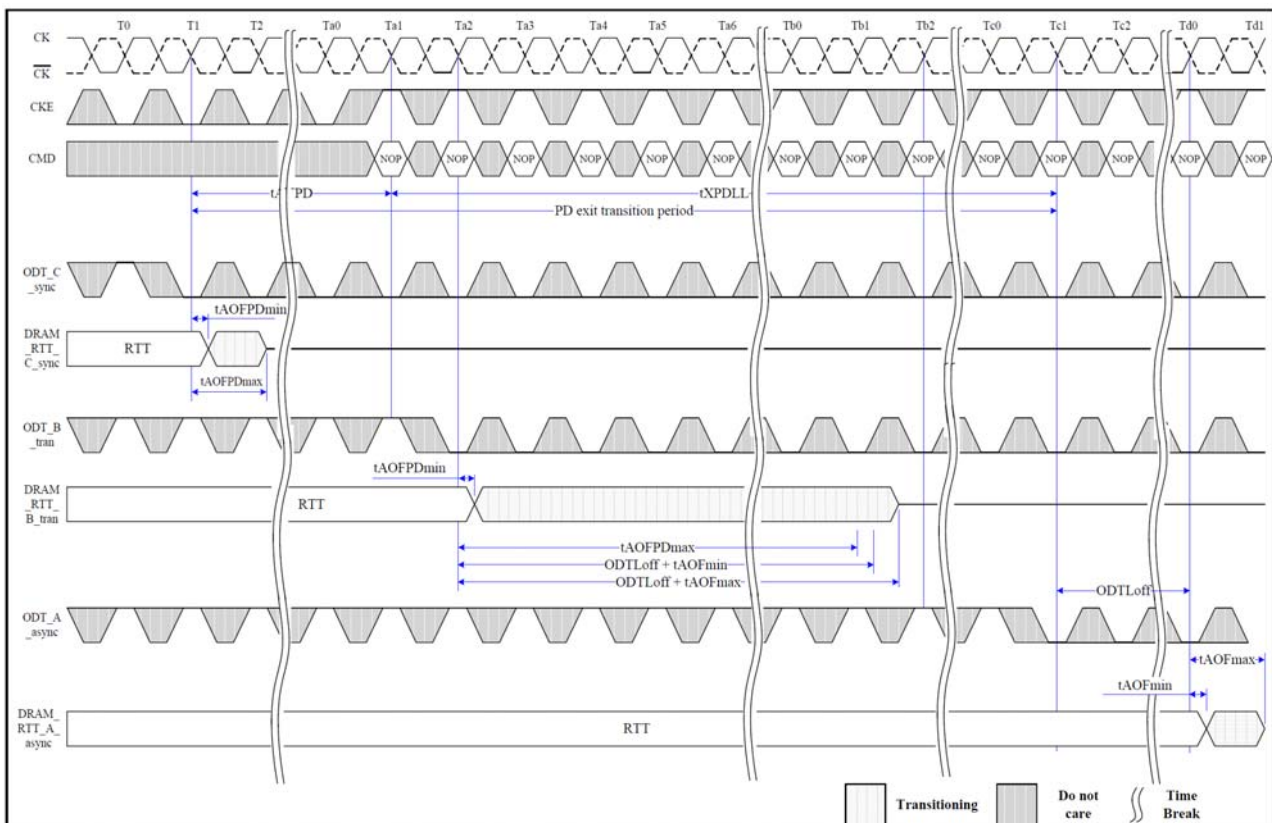 T0 T1 T2 Ta0 Ta1 Ta2 Ta3 Ta4 Ta5 Ta6 Tb0 Tb1 Tb2 Tc0 Tc1 Tc2 Td0 Td1
CK
CK
CKE
CMD
NOP NOP NOP NOP NOP NOP NOP NOP NOP NOP NOP NOP NOP NOP
tXPDLL
PD exit transition period
ODT_C
_sync
tAOFPDmin
DRAM
_RTT_
C_sync
RTT
tAOFPDmax
ODT_B
_tran
tAOFPDmin
DRAM
_RTT_
B_tran
RTT
tAOFPDmax
ODTLoff + tAOFmin
ODTLoff + tAOFmax
ODT_A
_async
ODTLoff
tAOFmax
tAOFmin
DRAM_
RTT_A_
async
RTT
Transitioning
Do not
care
Time
Break